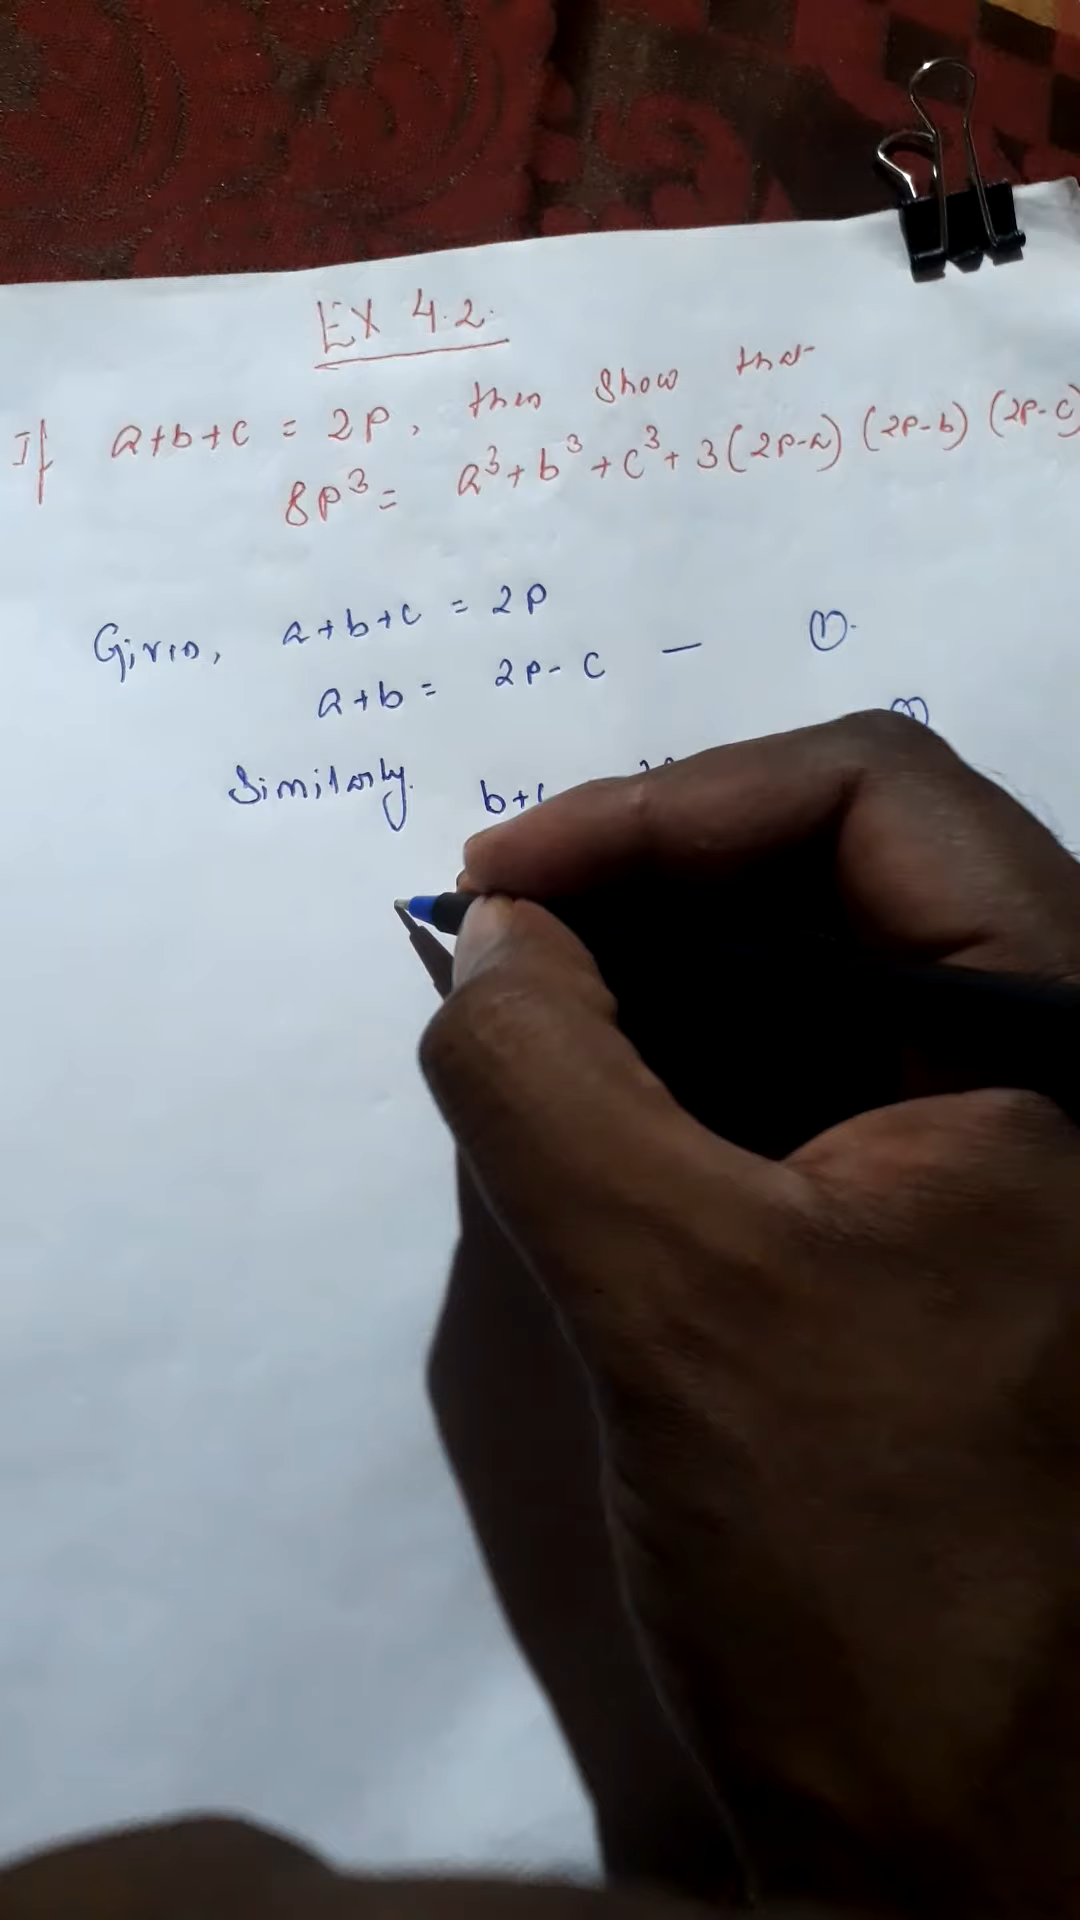 EX 4.2.
If a+b+c = 2P, then show that
8P³ = a³+b³+c³+3(2P-a)(2P-b)(2P-c)
Given, a+b+c = 2P
a+b = 2P-c — ①.
Similarly. b+c